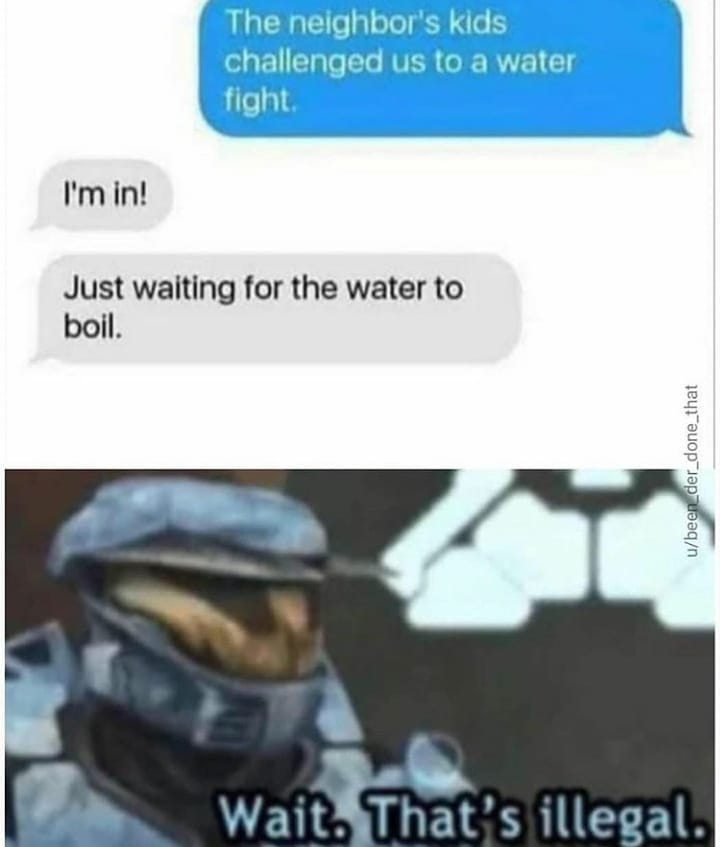 The neighbor's kids
challenged us to a water
fight.
I'm in!
Just waiting for the water to
boil.
u/been_der_done_that
Wait. That's illegal.